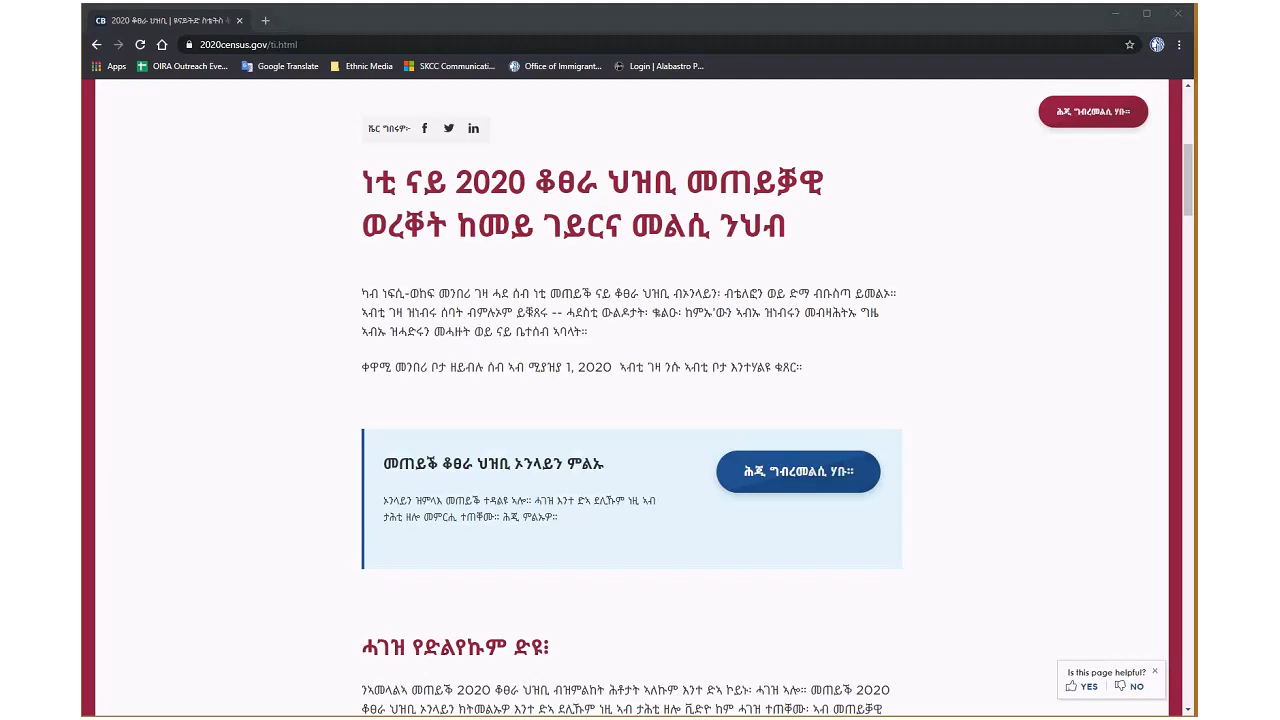 2020 ቆፀራ ህዝቢ | ዩናይትድ ስቴትስ
2020census.gov/ti.html
Apps OIRA Outreach Eve... Google Translate Ethnic Media SKCC Communicati... Office of Immigrant... Login | Alabastro P...
ሕጂ ግብረመልሲ ሃቡ።
ሼር ግበሩዎ፦
ነቲ ናይ 2020 ቆፀራ ህዝቢ መጠይቓዊ
ወረቐት ከመይ ገይርና መልሲ ንህብ
ካብ ነፍሲ-ወከፍ መንበሪ ገዛ ሓደ ሰብ ነቲ መጠይቕ ናይ ቆፀራ ህዝቢ ብኦንላይን፡ ብቴለፎን ወይ ድማ ብቡስጣ ይመልኦ።
ኣብቲ ገዛ ዝነብሩ ሰባት ብምሉኦም ይቑጸሩ -- ሓደስቲ ውልዶታት፡ ቈልዑ፡ ከምኡ'ውን ኣብኡ ዝነብሩን መብዛሕትኡ ግዜ
ኣብኡ ዝሓድሩን መሓዙት ወይ ናይ ቤተሰብ ኣባላት።
ቀዋሚ መንበሪ ቦታ ዘይብሉ ሰብ ኣብ ሚያዝያ 1, 2020 ኣብቲ ገዛ ንሱ ኣብቲ ቦታ እንተሃልዩ ቁጸር።
መጠይቕ ቆፀራ ህዝቢ ኦንላይን ምልኡ
ሕጂ ግብረመልሲ ሃቡ።
ኦንላይን ዝምላእ መጠይቕ ተዳልዩ ኣሎ። ሓገዝ እንተ ድኣ ደሊኹም ነዚ ኣብ
ታሕቲ ዘሎ መምርሒ ተጠቐሙ። ሕጂ ምልኡዎ።
ሓገዝ የድልየኩም ድዩ፧
ንኣመላልኣ መጠይቕ 2020 ቆፀራ ህዝቢ ብዝምልከት ሕቶታት ኣለኩም እንተ ድኣ ኮይኑ፡ ሓገዝ ኣሎ። መጠይቕ 2020
ቆፀራ ህዝቢ ኦንላይን ክትመልኡዎ እንተ ድኣ ደሊኹም ነዚ ኣብ ታሕቲ ዘሎ ቪድዮ ከም ሓገዝ ተጠቐሙ፡ ኣብ መጠይቓዊ
Is this page helpful?
YES NO